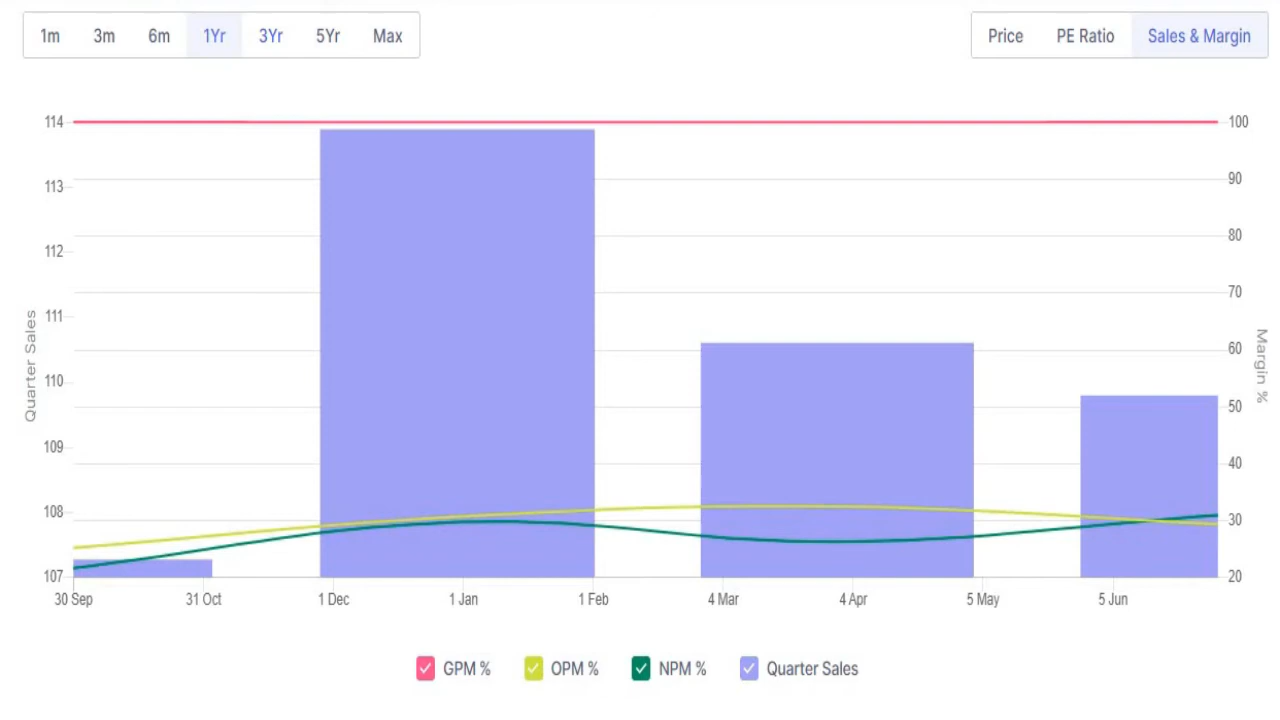 1m 3m 6m 1Yr 3Yr 5Yr Max
Price PE Ratio Sales & Margin
114
113
112
111
110
109
108
107
Quarter Sales
100
90
80
70
60
50
40
30
20
Margin %
30 Sep 31 Oct 1 Dec 1 Jan 1 Feb 4 Mar 4 Apr 5 May 5 Jun
GPM % OPM % NPM % Quarter Sales